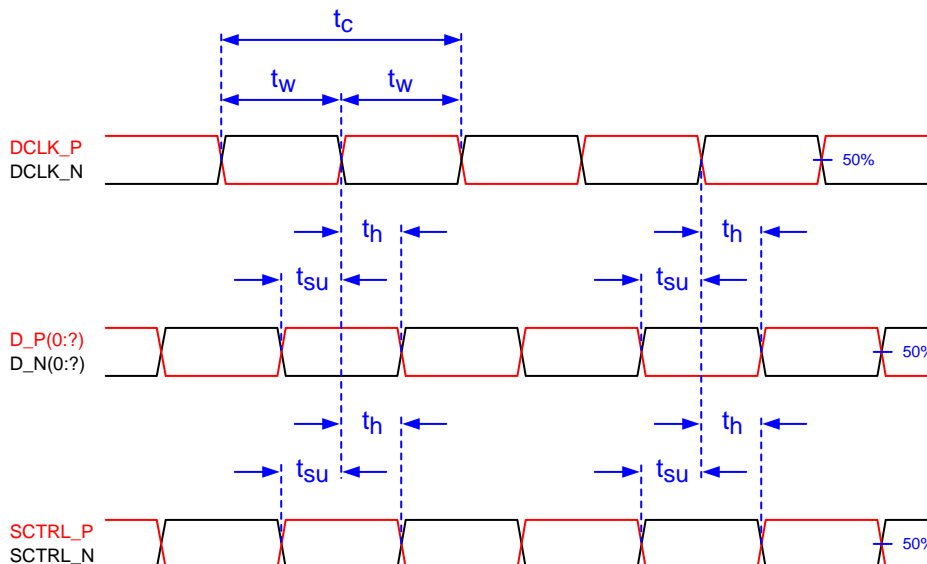 tc
tw tw
DCLK_P
DCLK_N
50%
th th
tsu tsu
D_P(0:?)
D_N(0:?)
50%
th th
tsu tsu
SCTRL_P
SCTRL_N
50%